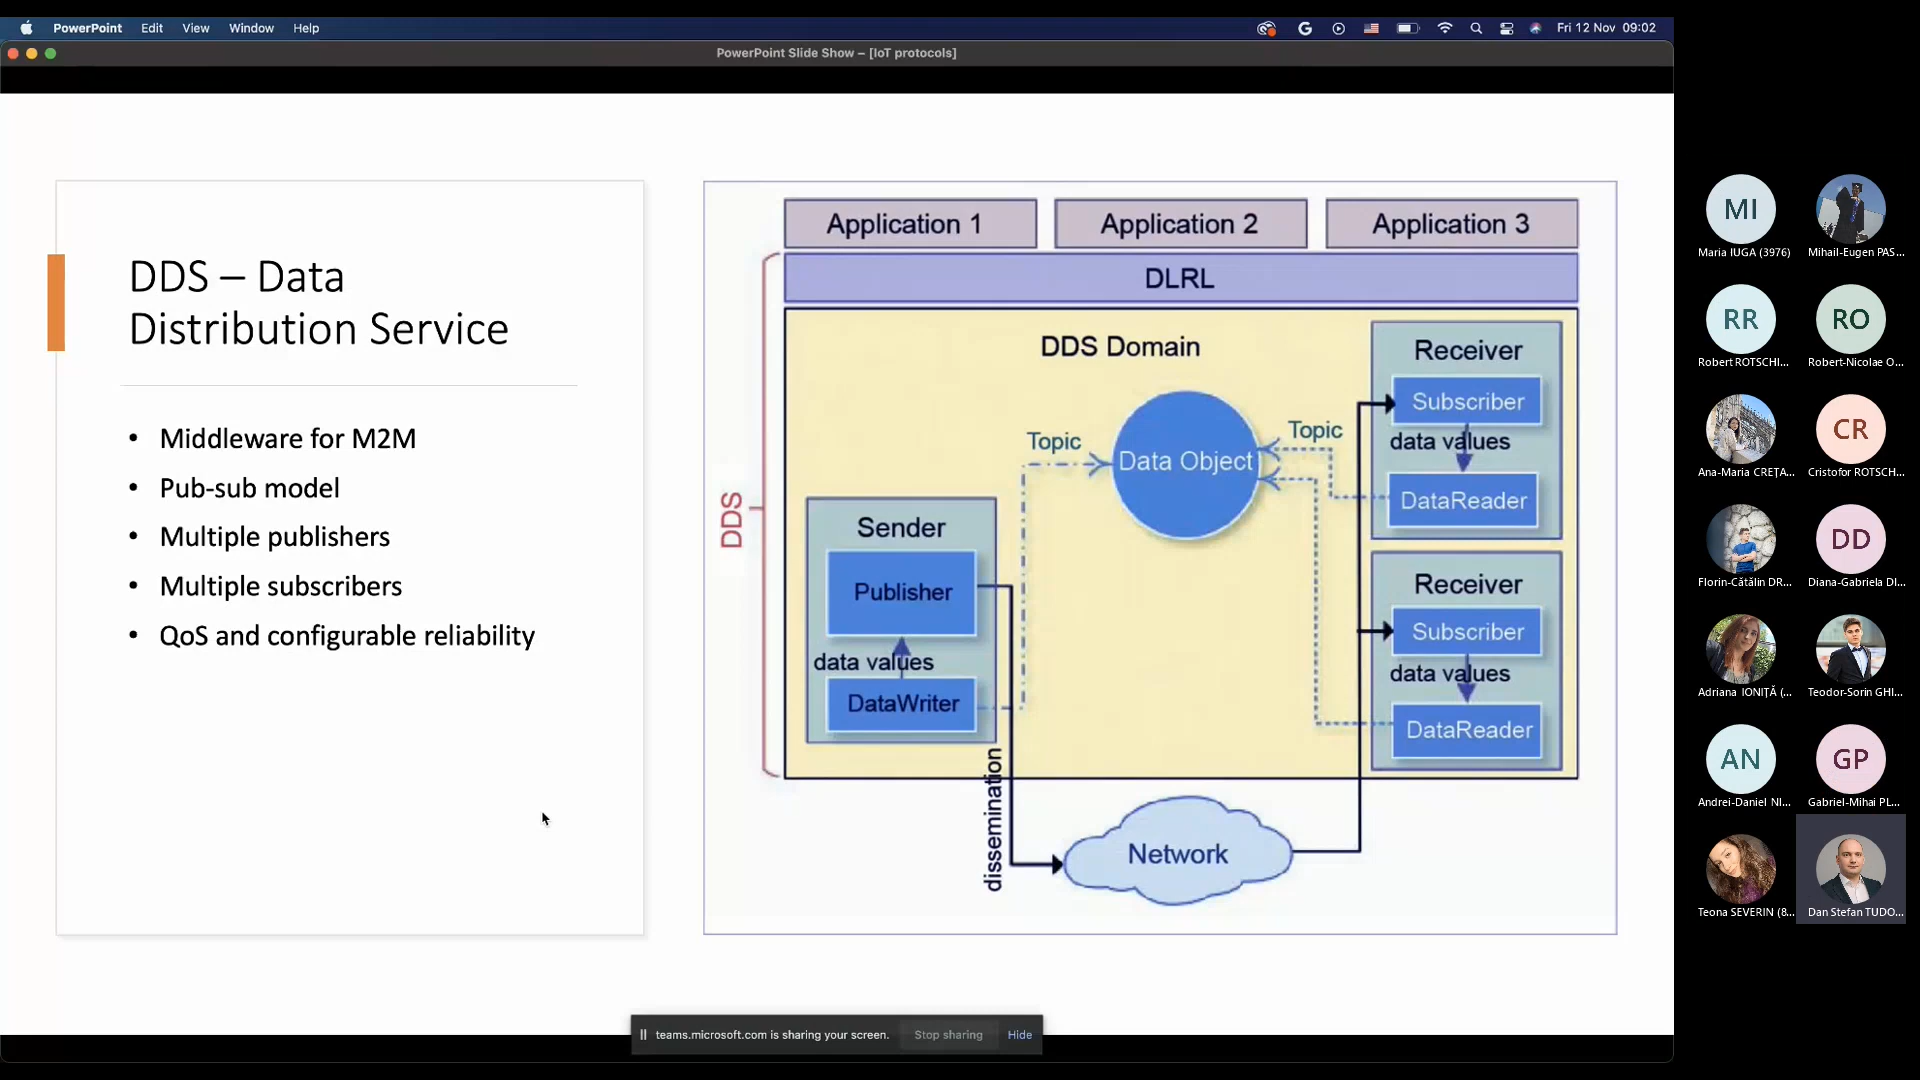 PowerPoint Edit View Window Help
Fri 12 Nov 09:02
PowerPoint Slide Show – [IoT protocols]
DDS – Data
Distribution Service
• Middleware for M2M
• Pub-sub model
• Multiple publishers
• Multiple subscribers
• QoS and configurable reliability
Application 1
Application 2
Application 3
DLRL
DDS
DDS Domain
Sender
Publisher
data values
DataWriter
Topic
Data Object
Topic
Receiver
Subscriber
data values
DataReader
Receiver
Subscriber
data values
DataReader
dissemination
Network
teams.microsoft.com is sharing your screen.
Stop sharing
Hide
MI
Maria IUGA (3976)
Mihail-Eugen PAS...
RR
Robert ROTSCHI...
RO
Robert-Nicolae O...
Ana-Maria CREȚA...
CR
Cristofor ROTSCH...
Florin-Cătălin DR...
DD
Diana-Gabriela DI...
Adriana IONIȚĂ (...
Teodor-Sorin GHI...
AN
Andrei-Daniel NI...
GP
Gabriel-Mihai PL...
Teona SEVERIN (8...
Dan Stefan TUDO...